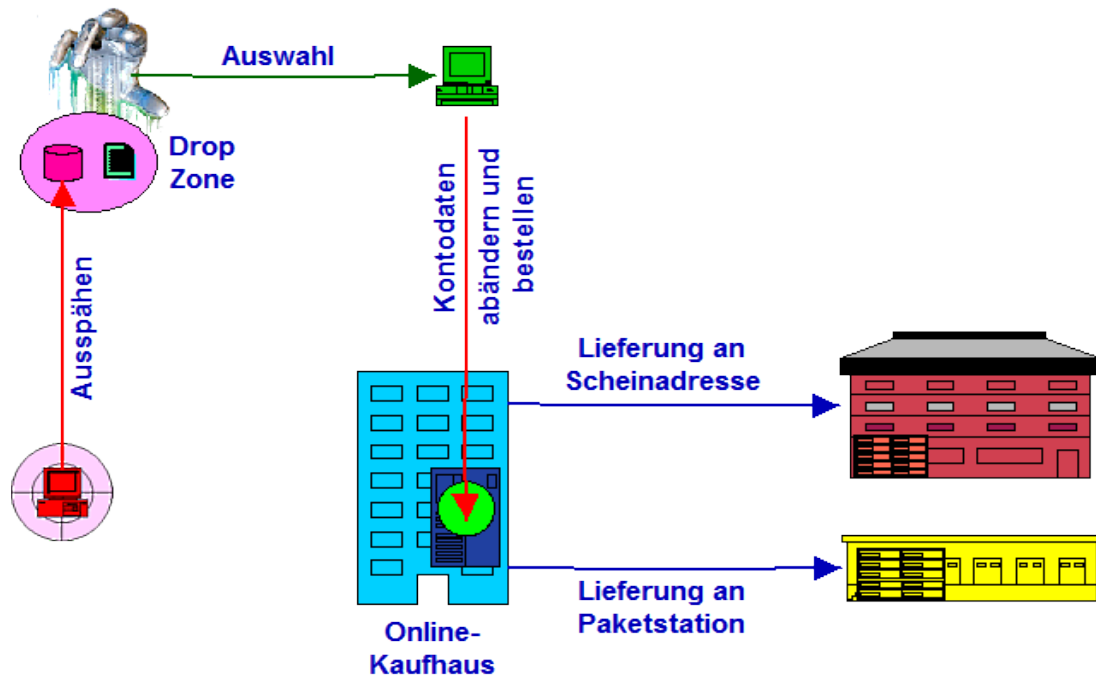 Auswahl
Drop
Zone
Ausspähen
Kontodaten
abändern und
bestellen
Lieferung an
Scheinadresse
Lieferung an
Paketstation
Online-
Kaufhaus